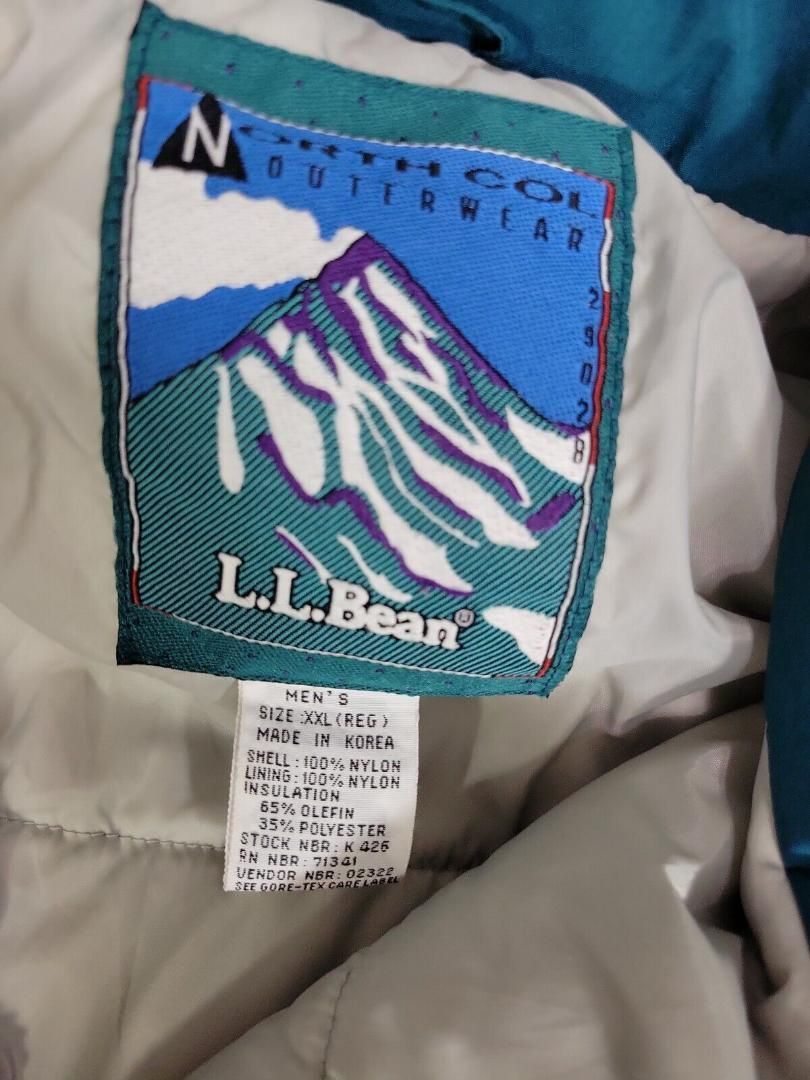 NORTH COL
OUTERWEAR
29028
L.L.Bean®
MEN'S
SIZE:XXL(REG)
MADE IN KOREA
SHELL:100% NYLON
LINING:100% NYLON
INSULATION
65% OLEFIN
35% POLYESTER
STOCK NBR: K 426
RN NBR: 71341
VENDOR NBR: 02322
SEE GORE-TEX CARE LABEL